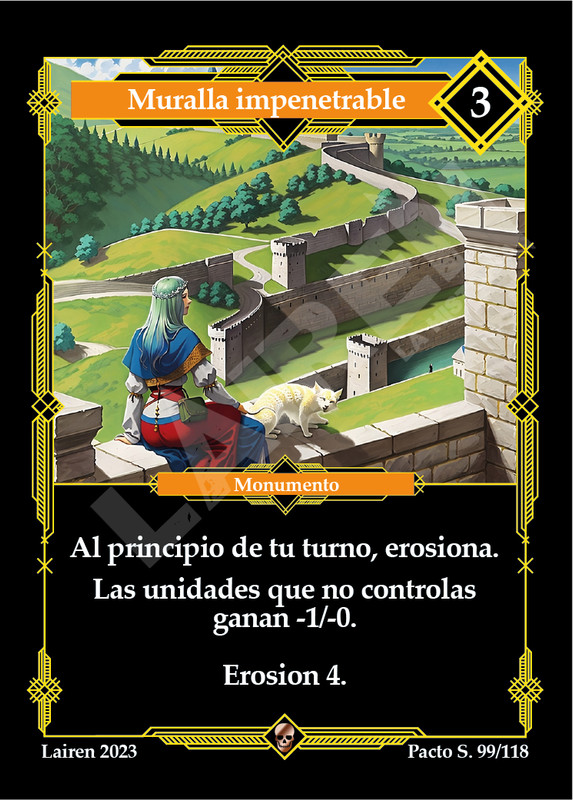 Muralla impenetrable
3
Monumento
Al principio de tu turno, erosiona.
Las unidades que no controlas
ganan -1/-0.
Erosion 4.
Lairen 2023
Pacto S. 99/118